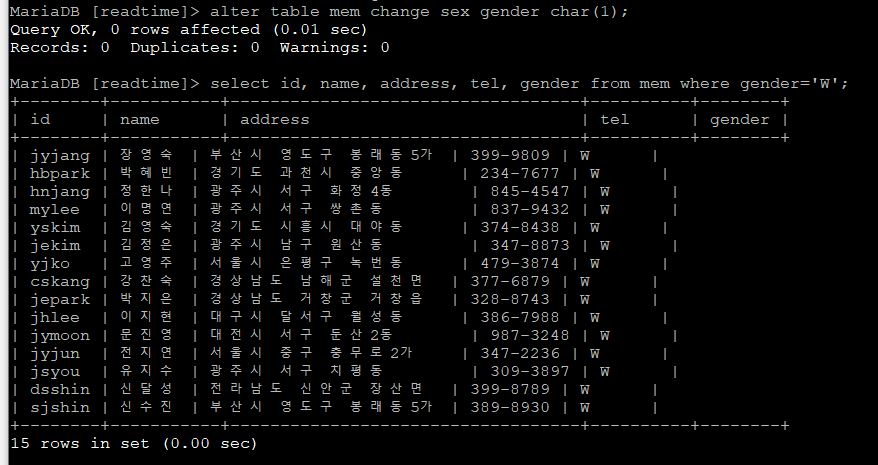 MariaDB [readtime]> alter table mem change sex gender char(1);
Query OK, 0 rows affected (0.01 sec)
Records: 0  Duplicates: 0  Warnings: 0
MariaDB [readtime]> select id, name, address, tel, gender from mem where gender='W';
+--------+-----------+-----------------------------------+----------+--------+
| id     | name      | address                           | tel      | gender |
+--------+-----------+-----------------------------------+----------+--------+
| jyjang | 장영숙 | 부산시 영도구 봉래동5가 | 399-9809 | W      |
| hbpark | 박혜빈 | 경기도 과천시 중앙동 | 234-7677 | W      |
| hnjang | 정한나 | 광주시 서구 화정4동 | 845-4547 | W      |
| mylee  | 이명연 | 광주시 서구 쌍촌동 | 837-9432 | W      |
| yskim  | 김영숙 | 경기도 시흥시 대야동 | 374-8438 | W      |
| jekim  | 김정은 | 광주시 남구 원산동 | 347-8873 | W      |
| yjko   | 고영주 | 서울시 은평구 녹번동 | 479-3874 | W      |
| cskang | 강찬숙 | 경상남도 남해군 설천면 | 377-6879 | W      |
| jepark | 박지은 | 경상남도 거창군 거창읍 | 328-8743 | W      |
| jhlee  | 이지현 | 대구시 달서구 월성동 | 386-7988 | W      |
| jymoon | 문진영 | 대전시 서구 둔산2동 | 987-3248 | W      |
| jyjun  | 전지연 | 서울시 중구 충무로2가 | 347-2236 | W      |
| jsyou  | 유지수 | 광주시 서구 치평동 | 309-3897 | W      |
| dsshin | 신달성 | 전라남도 신안군 장산면 | 399-8789 | W      |
| sjshin | 신수진 | 부산시 영도구 봉래동5가 | 389-8930 | W      |
+--------+-----------+-----------------------------------+----------+--------+
15 rows in set (0.00 sec)